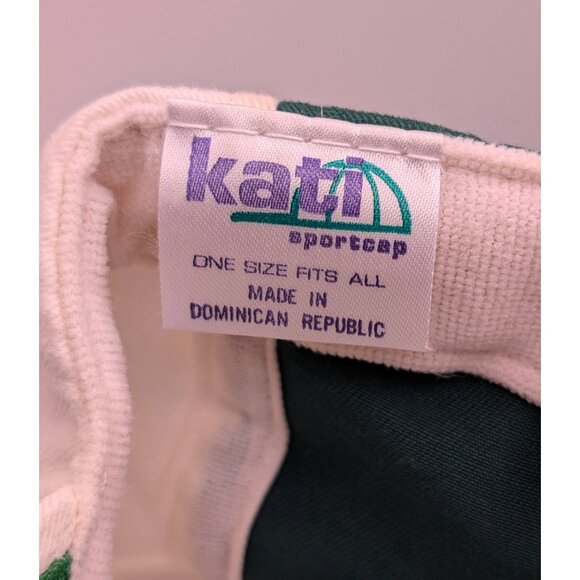 kati
sportcap
ONE SIZE FITS ALL
MADE IN
DOMINICAN REPUBLIC